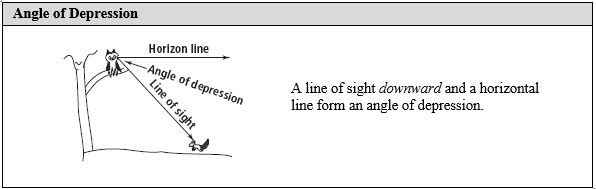 Angle of Depression
Horizon line
Angle of depression
Line of sight
A line of sight downward and a horizontal
line form an angle of depression.